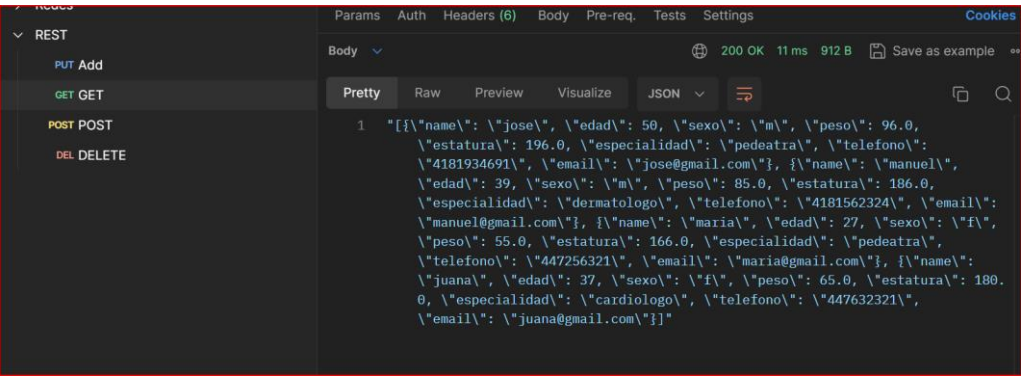 REST
PUT Add
GET GET
POST POST
DEL DELETE
Params Auth Headers (6) Body Pre-req. Tests Settings Cookies
Body 200 OK 11 ms 912 B Save as example
Pretty Raw Preview Visualize JSON
1 "[{\"name\": \"jose\", \"edad\": 50, \"sexo\": \"m\", \"peso\": 96.0,
\"estatura\": 196.0, \"especialidad\": \"pedeatra\", \"telefono\":
\"4181934691\", \"email\": \"jose@gmail.com\"}, {\"name\": \"manuel\",
\"edad\": 39, \"sexo\": \"m\", \"peso\": 85.0, \"estatura\": 186.0,
\"especialidad\": \"dermatologo\", \"telefono\": \"4181562324\", \"email\":
\"manuel@gmail.com\"}, {\"name\": \"maria\", \"edad\": 27, \"sexo\": \"f\",
\"peso\": 55.0, \"estatura\": 166.0, \"especialidad\": \"pedeatra\",
\"telefono\": \"447256321\", \"email\": \"maria@gmail.com\"}, {\"name\":
\"juana\", \"edad\": 37, \"sexo\": \"f\", \"peso\": 65.0, \"estatura\": 180.
0, \"especialidad\": \"cardiologo\", \"telefono\": \"447632321\",
\"email\": \"juana@gmail.com\"}]"